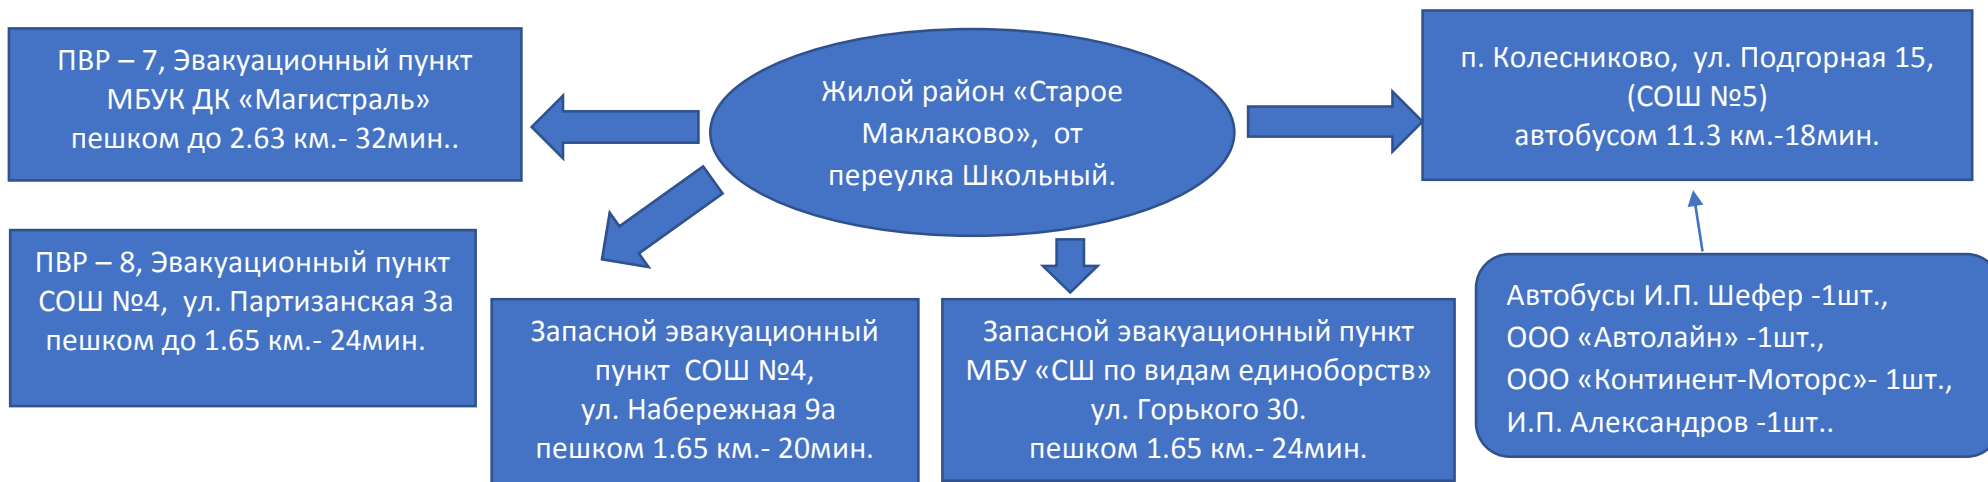 ПВР – 7, Эвакуационный пункт
МБУК ДК «Магистраль»
пешком до 2.63 км.- 32мин..
Жилой район «Старое
Маклаково», от
переулка Школьный.
п. Колесниково, ул. Подгорная 15,
(СОШ №5)
автобусом 11.3 км.-18мин.
ПВР – 8, Эвакуационный пункт
СОШ №4, ул. Партизанская 3а
пешком до 1.65 км.- 24мин.
Запасной эвакуационный
пункт СОШ №4,
ул. Набережная 9а
пешком 1.65 км.- 20мин.
Запасной эвакуационный пункт
МБУ «СШ по видам единоборств»
ул. Горького 30.
пешком 1.65 км.- 24мин.
Автобусы И.П. Шефер -1шт.,
ООО «Автолайн» -1шт.,
ООО «Континент-Моторс»- 1шт.,
И.П. Александров -1шт..